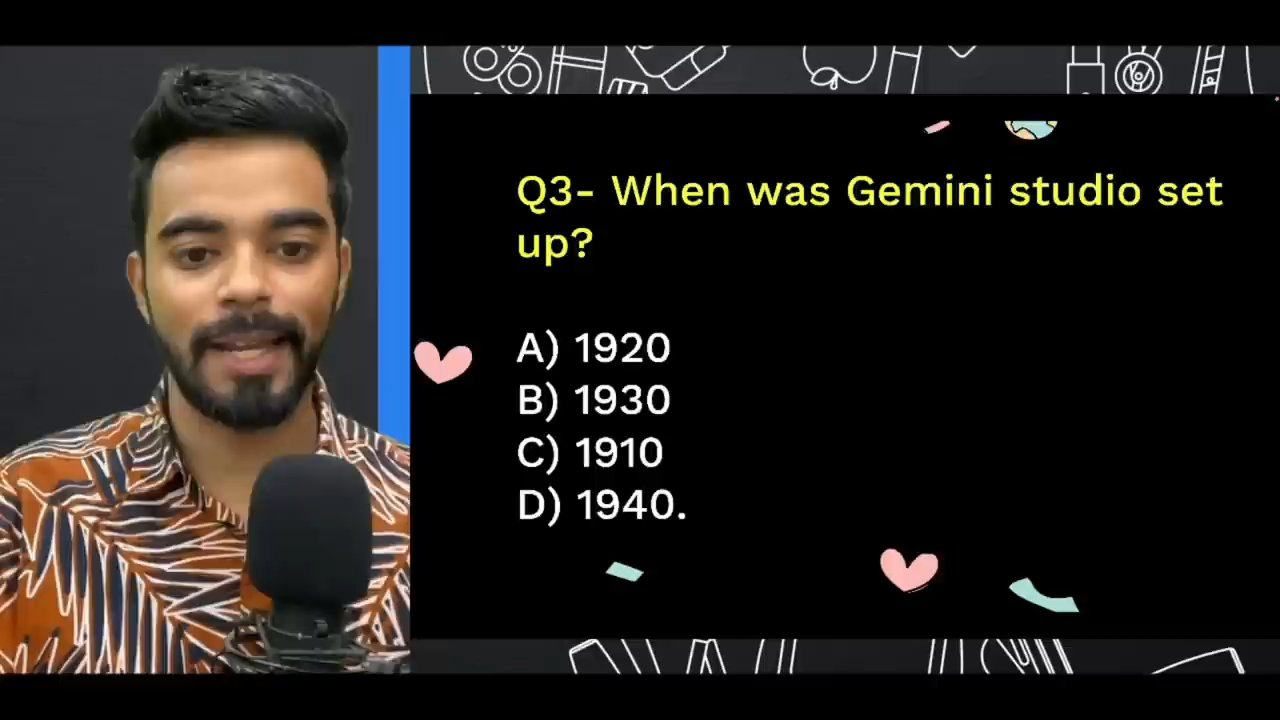 Q3- When was Gemini studio set
up?
A) 1920
B) 1930
C) 1910
D) 1940.